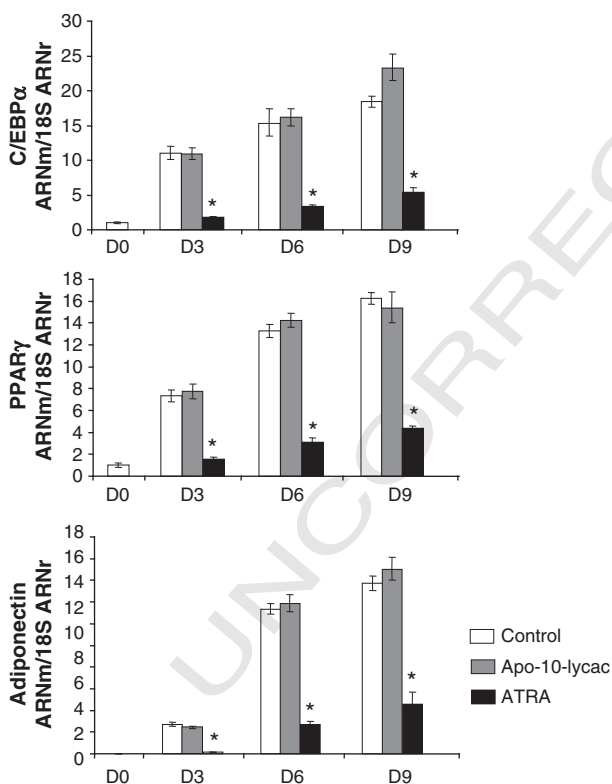 C/EBPα
ARNm/18S ARNr
30
25
20
15
10
5
0
*
*
*
D0 D3 D6 D9
PPARγ
ARNm/18S ARNr
18
16
14
12
10
8
6
4
2
0
*
*
*
D0 D3 D6 D9
Adiponectin
ARNm/18S ARNr
18
16
14
12
10
8
6
4
2
0
*
*
*
D0 D3 D6 D9
Control
Apo-10-lycac
ATRA
UNCORREC